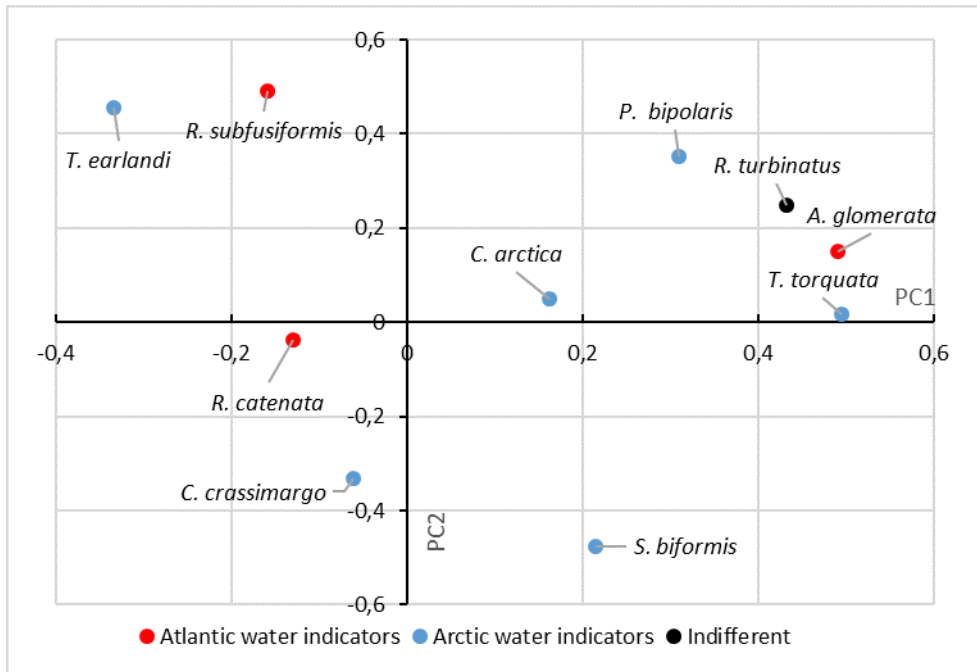 0,6
R. subfusiformis
T. earlandi
P. bipolaris
R. turbinatus
0,4
A. glomerata
0,2
C. arctica
T. torquata
PC1
0
-0,4 -0,2 0 0,2 0,4 0,6
R. catenata
-0,2
C. crassimargo
-0,4
PC2
S. biformis
-0,6
Atlantic water indicators Arctic water indicators Indifferent